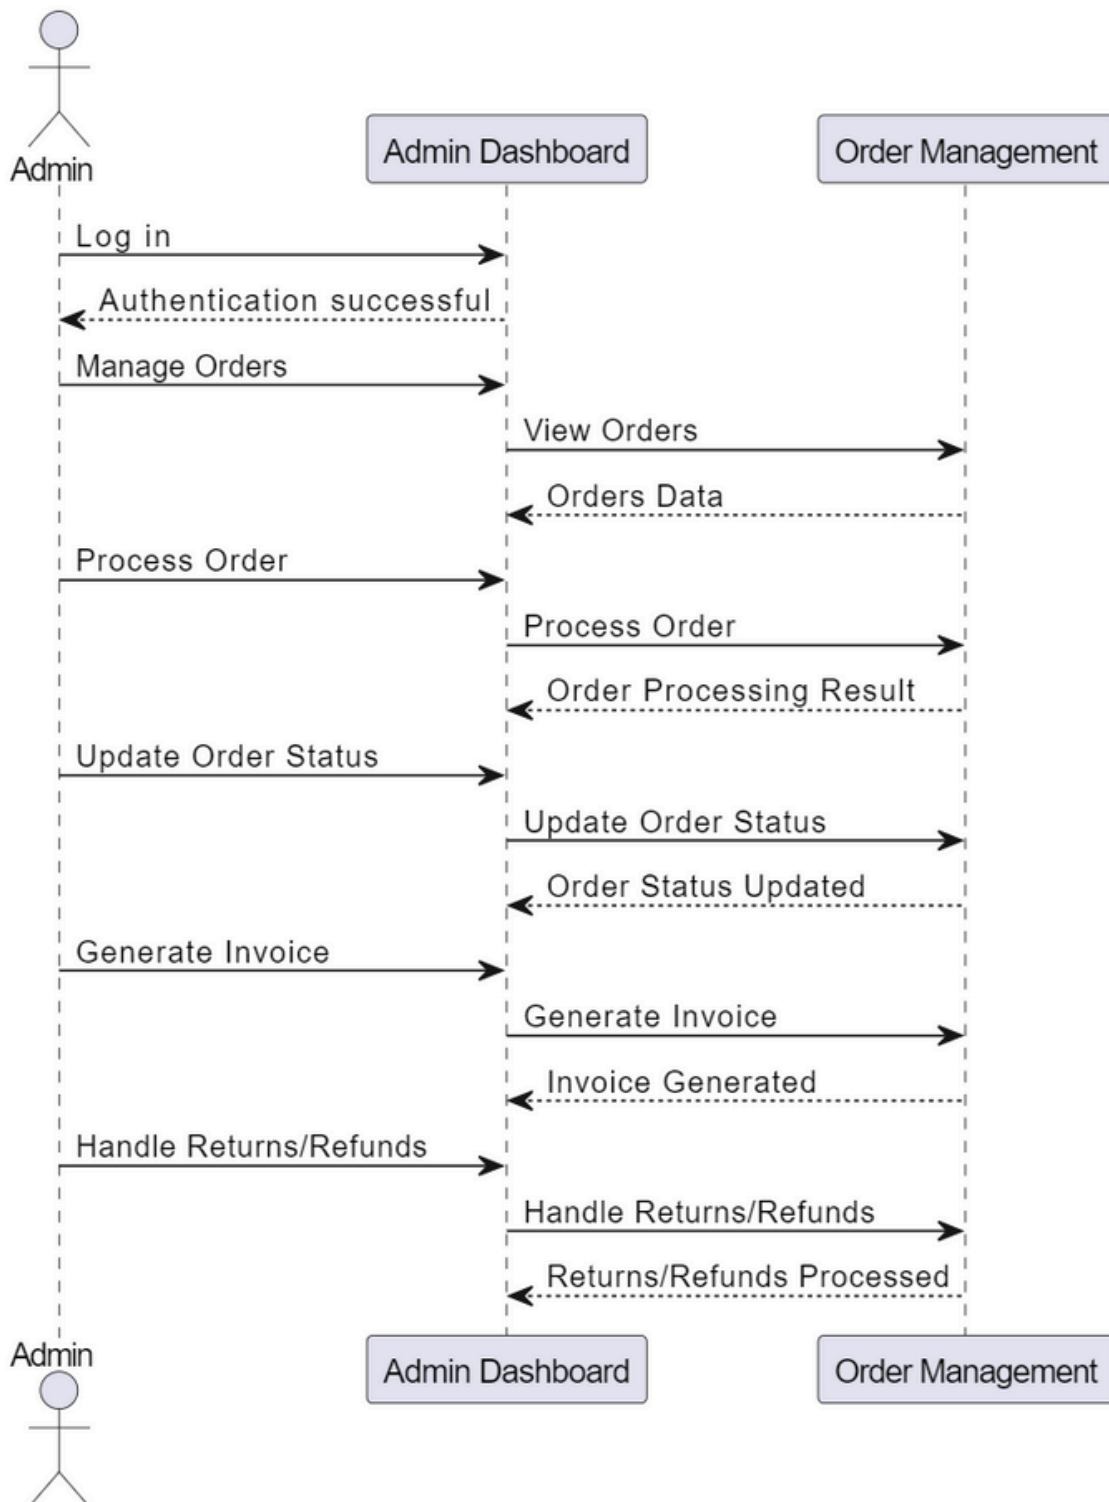 Admin
Admin Dashboard
Order Management
Log in
Authentication successful
Manage Orders
View Orders
Orders Data
Process Order
Process Order
Order Processing Result
Update Order Status
Update Order Status
Order Status Updated
Generate Invoice
Generate Invoice
Invoice Generated
Handle Returns/Refunds
Handle Returns/Refunds
Returns/Refunds Processed
Admin
Admin Dashboard
Order Management